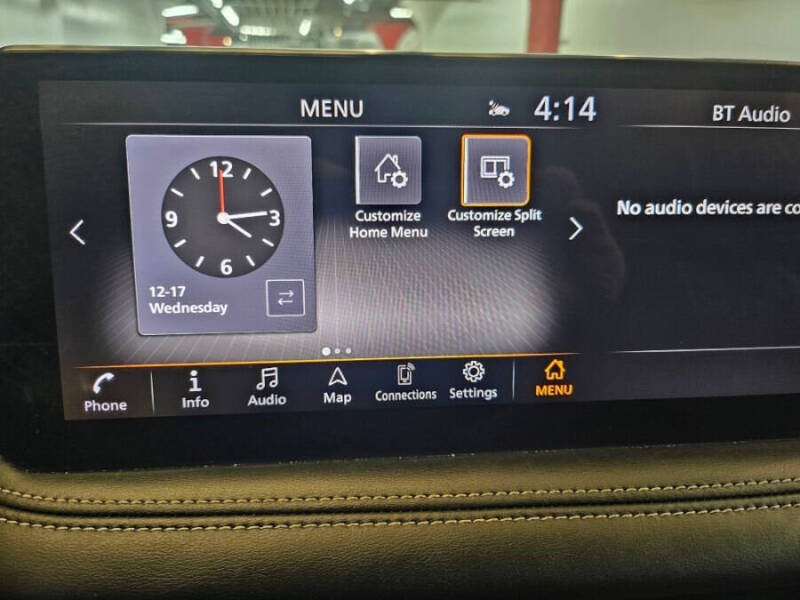 MENU
4:14
BT Audio
12
3
6
9
12-17
Wednesday
Customize
Home Menu
Customize Split
Screen
No audio devices are co
Phone
Info
Audio
Map
Connections
Settings
MENU